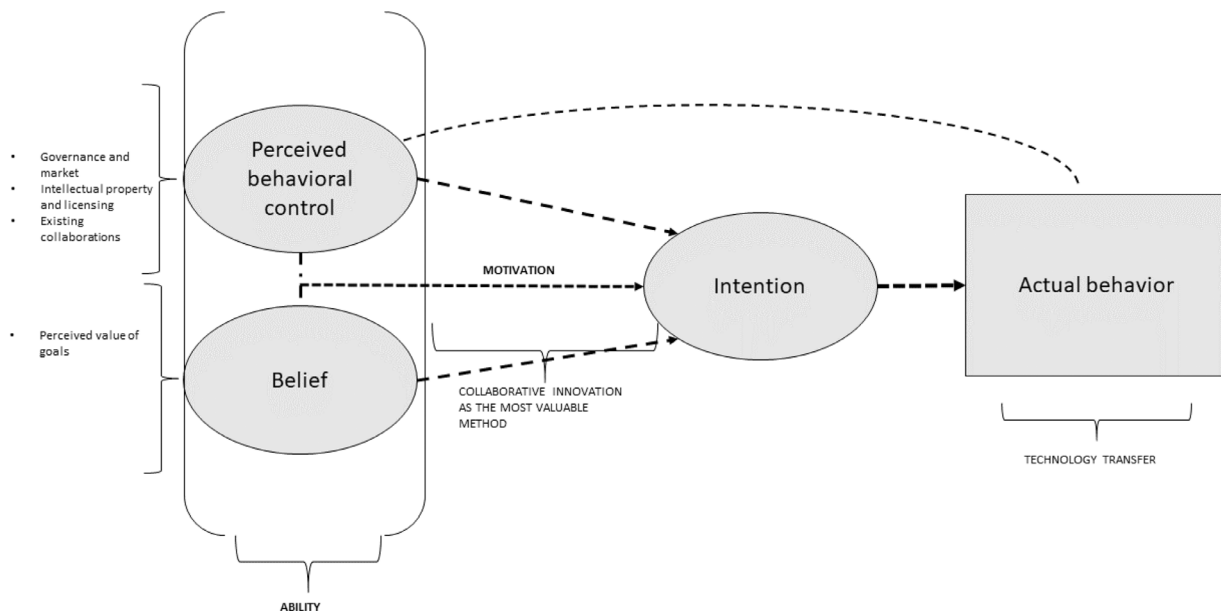 • Governance and
market
• Intellectual property
and licensing
• Existing
collaborations
Perceived
behavioral
control
MOTIVATION
Intention
Actual behavior
• Perceived value of
goals
Belief
COLLABORATIVE INNOVATION
AS THE MOST VALUABLE
METHOD
TECHNOLOGY TRANSFER
ABILITY